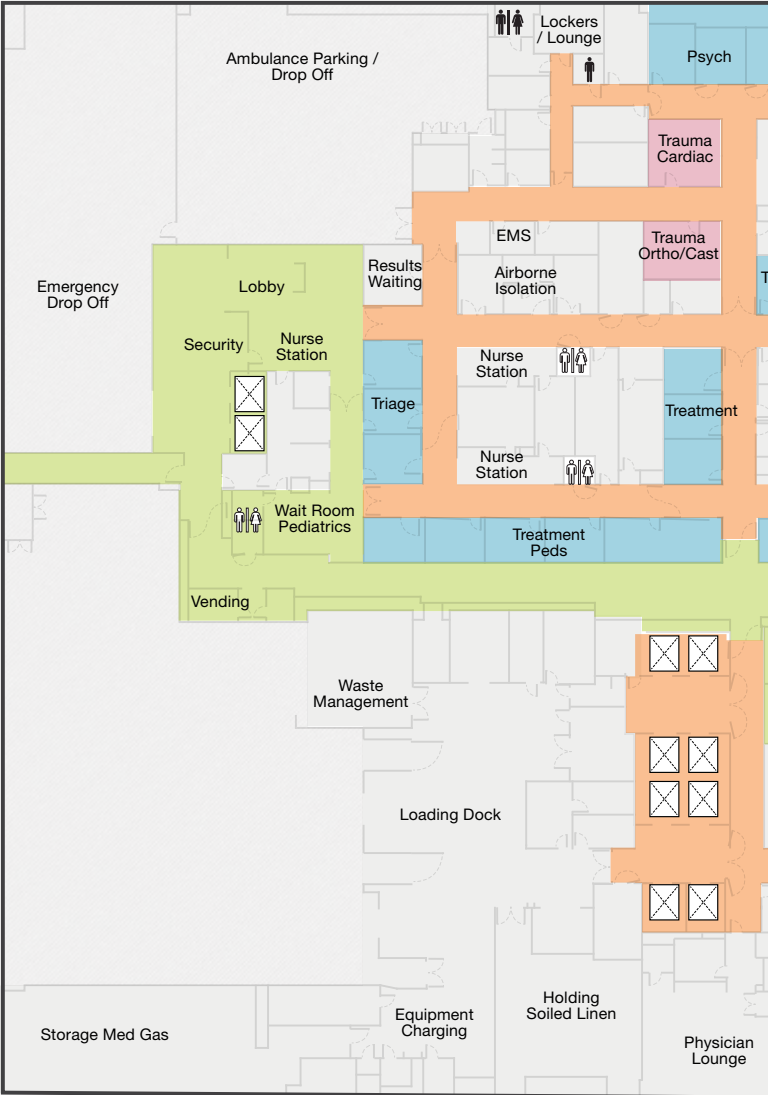 Lockers
/ Lounge
Ambulance Parking /
Drop Off
Psych
Trauma
Cardiac
EMS
Trauma
Ortho/Cast
Results
Waiting
Airborne
Isolation
T
Emergency
Drop Off
Lobby
Security
Nurse
Station
Nurse
Station
Triage
Treatment
Nurse
Station
Wait Room
Pediatrics
Treatment
Peds
Vending
Waste
Management
Loading Dock
Holding
Soiled Linen
Equipment
Charging
Storage Med Gas
Physician
Lounge